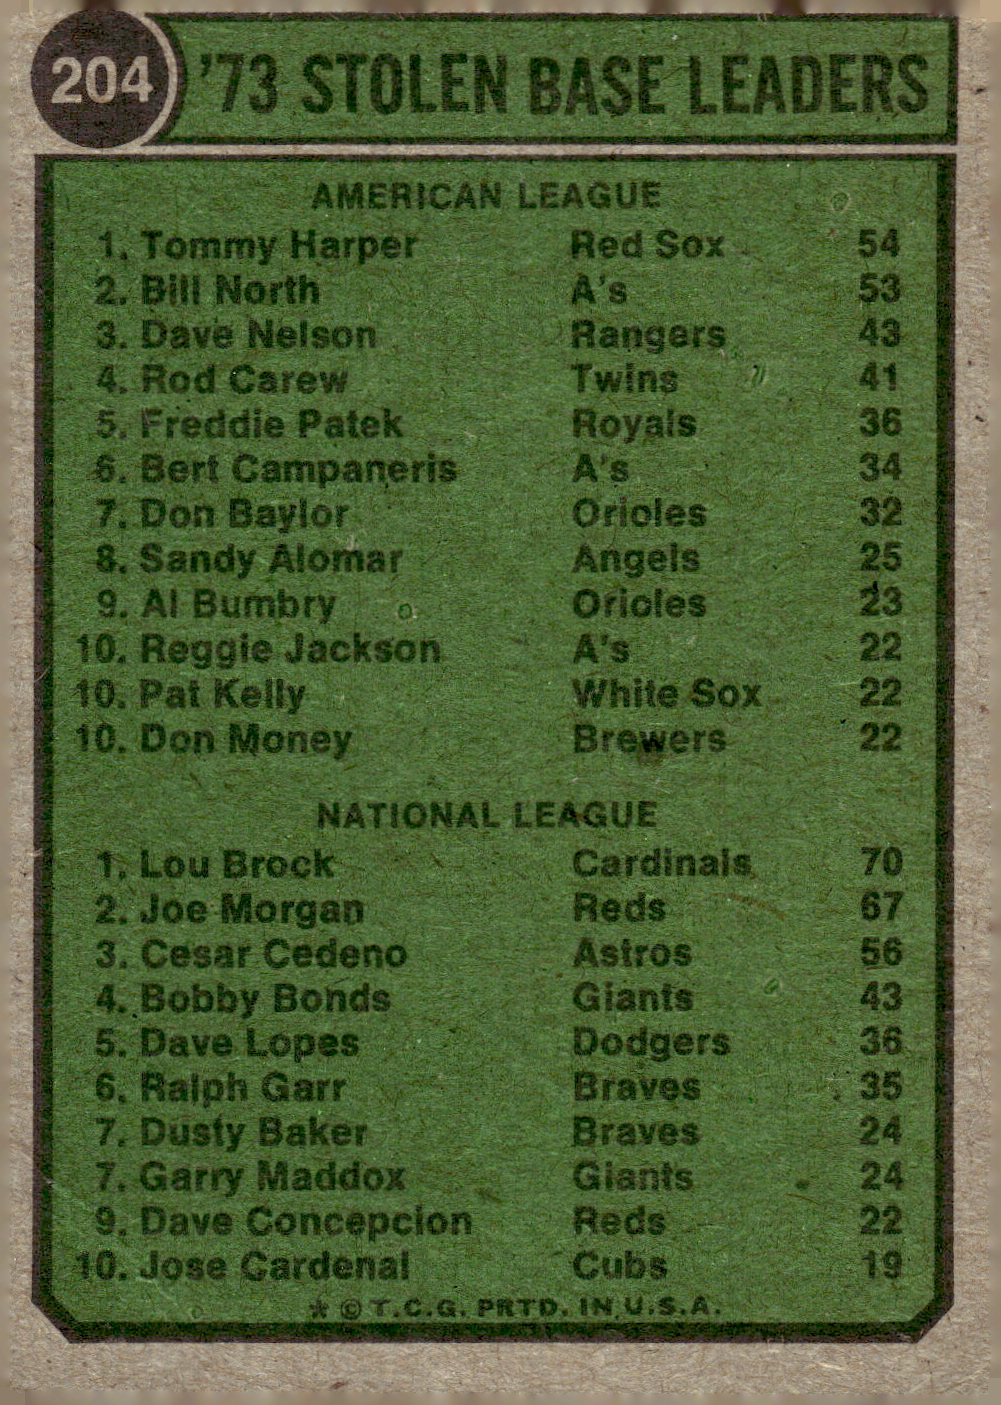 204 '73 STOLEN BASE LEADERS
AMERICAN LEAGUE
1. Tommy Harper Red Sox 54
2. Bill North A's 53
3. Dave Nelson Rangers 43
4. Rod Carew Twins 41
5. Freddie Patek Royals 36
6. Bert Campaneris A's 34
7. Don Baylor Orioles 32
8. Sandy Alomar Angels 25
9. Al Bumbry Orioles 23
10. Reggie Jackson A's 22
10. Pat Kelly White Sox 22
10. Don Money Brewers 22
NATIONAL LEAGUE
1. Lou Brock Cardinals 70
2. Joe Morgan Reds 67
3. Cesar Cedeno Astros 56
4. Bobby Bonds Giants 43
5. Dave Lopes Dodgers 36
6. Ralph Garr Braves 35
7. Dusty Baker Braves 24
7. Garry Maddox Giants 24
9. Dave Concepcion Reds 22
10. Jose Cardenal Cubs 19
★ © T.C.G. PRTD. IN U.S.A.